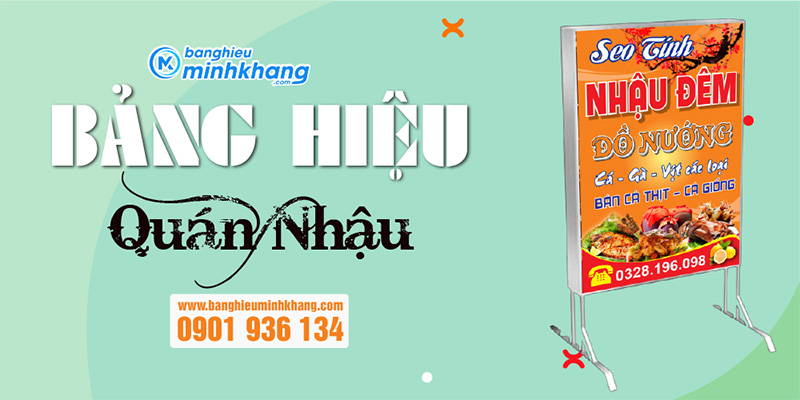 banghieu
minhkhang
.com
BẢNG HIỆU
Quán Nhậu
www.banghieuminhkhang.com
0901 936 134
Seo Tính
NHẬU ĐÊM
ĐỒ NƯỚNG
Cá - Gà - Vịt các loại
BÁN CÁ THỊT - CÁ GIỐNG
0328.196.098